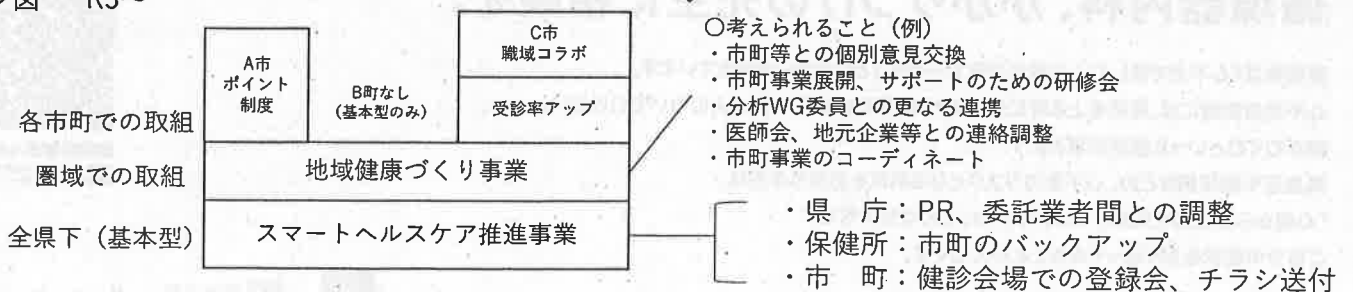 図 R5～
A市
ポイント
制度
B町なし
(基本型のみ)
C市
職域コラボ
受診率アップ
各市町での取組
圏域での取組
地域健康づくり事業
全県下（基本型）
スマートヘルスケア推進事業
○考えられること（例）
・市町等との個別意見交換
・市町事業展開、サポートのための研修会
・分析WG委員との更なる連携
・医師会、地元企業等との連絡調整
・市町事業のコーディネート
・県　庁：PR、委託業者間との調整
・保健所：市町のバックアップ
・市　町：健診会場での登録会、チラシ送付